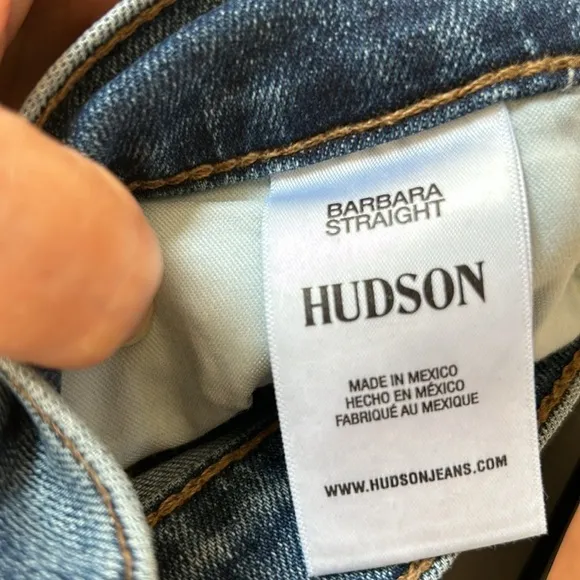 BARBARA
STRAIGHT
HUDSON
MADE IN MEXICO
HECHO EN MÉXICO
FABRIQUÉ AU MEXIQUE
WWW.HUDSONJEANS.COM